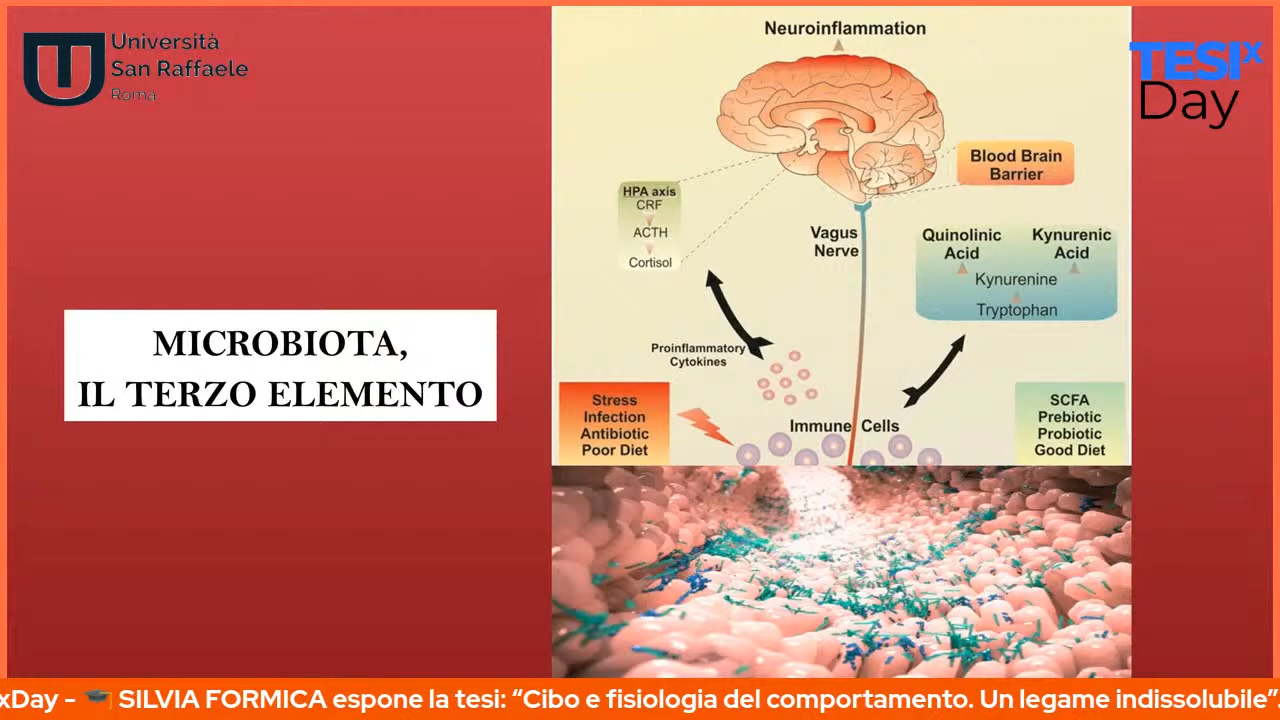 Università
San Raffaele
Roma
TESIx
Day
MICROBIOTA,
IL TERZO ELEMENTO
Neuroinflammation
Blood Brain
Barrier
HPA axis
CRF
ACTH
Cortisol
Vagus
Nerve
Quinolinic
Acid
Kynurenic
Acid
Kynurenine
Tryptophan
Proinflammatory
Cytokines
Stress
Infection
Antibiotic
Poor Diet
Immune Cells
SCFA
Prebiotic
Probiotic
Good Diet
xDay - 🎓 SILVIA FORMICA espone la tesi: “Cibo e fisiologia del comportamento. Un legame indissolubile”.